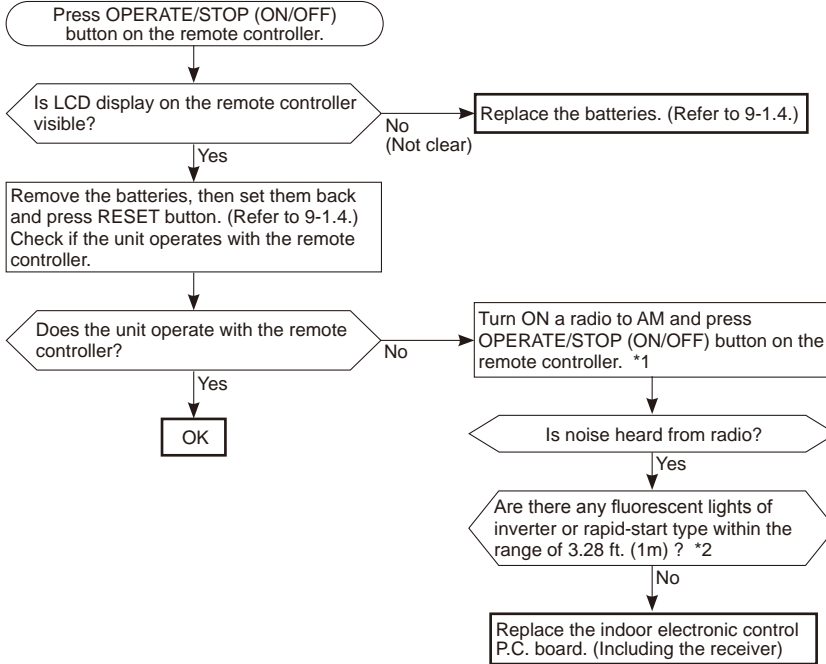 Press OPERATE/STOP (ON/OFF)
button on the remote controller.
Is LCD display on the remote controller
visible?
No
(Not clear)
Replace the batteries. (Refer to 9-1.4.)
Yes
Remove the batteries, then set them back
and press RESET button. (Refer to 9-1.4.)
Check if the unit operates with the remote
controller.
Does the unit operate with the remote
controller?
No
Turn ON a radio to AM and press
OPERATE/STOP (ON/OFF) button on the
remote controller. *1
Yes
OK
Is noise heard from radio?
Yes
Are there any fluorescent lights of
inverter or rapid-start type within the
range of 3.28 ft. (1m) ? *2
No
Replace the indoor electronic control
P.C. board. (Including the receiver)